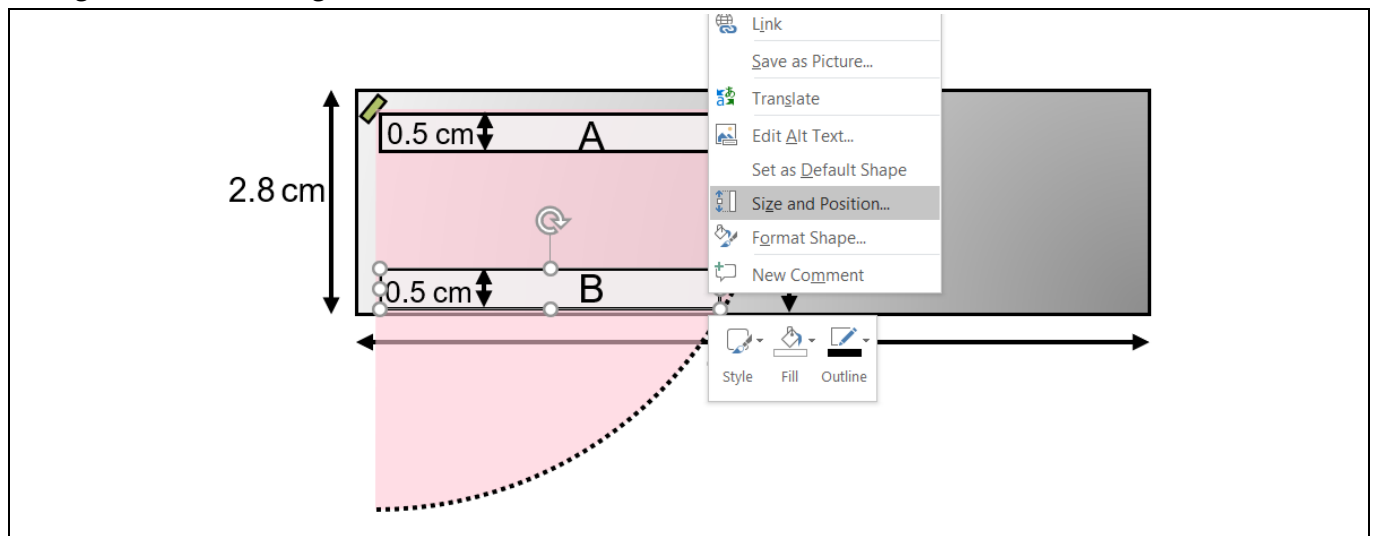 Link
Save as Picture...
Translate
Edit Alt Text...
Set as Default Shape
Size and Position...
Format Shape...
New Comment
0.5 cm A
2.8 cm
0.5 cm B
Style Fill Outline